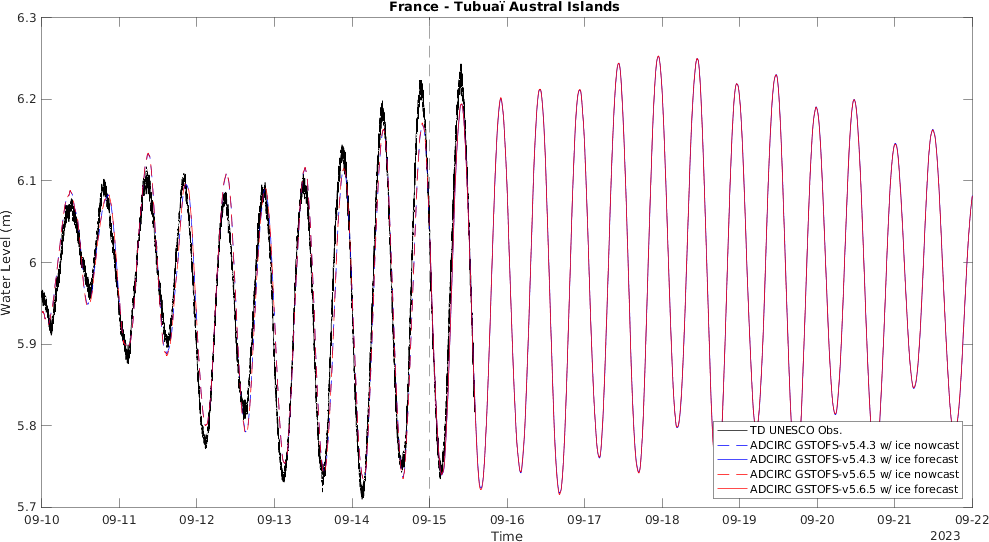 France - Tubuaï Austral Islands
6.3
6.2
6.1
6
5.9
5.8
5.7
Water Level (m)
TD UNESCO Obs.
ADCIRC GSTOFS-v5.4.3 w/ ice nowcast
ADCIRC GSTOFS-v5.4.3 w/ ice forecast
ADCIRC GSTOFS-v5.6.5 w/ ice nowcast
ADCIRC GSTOFS-v5.6.5 w/ ice forecast
09-10 09-11 09-12 09-13 09-14 09-15 09-16 09-17 09-18 09-19 09-20 09-21 09-22
Time
2023